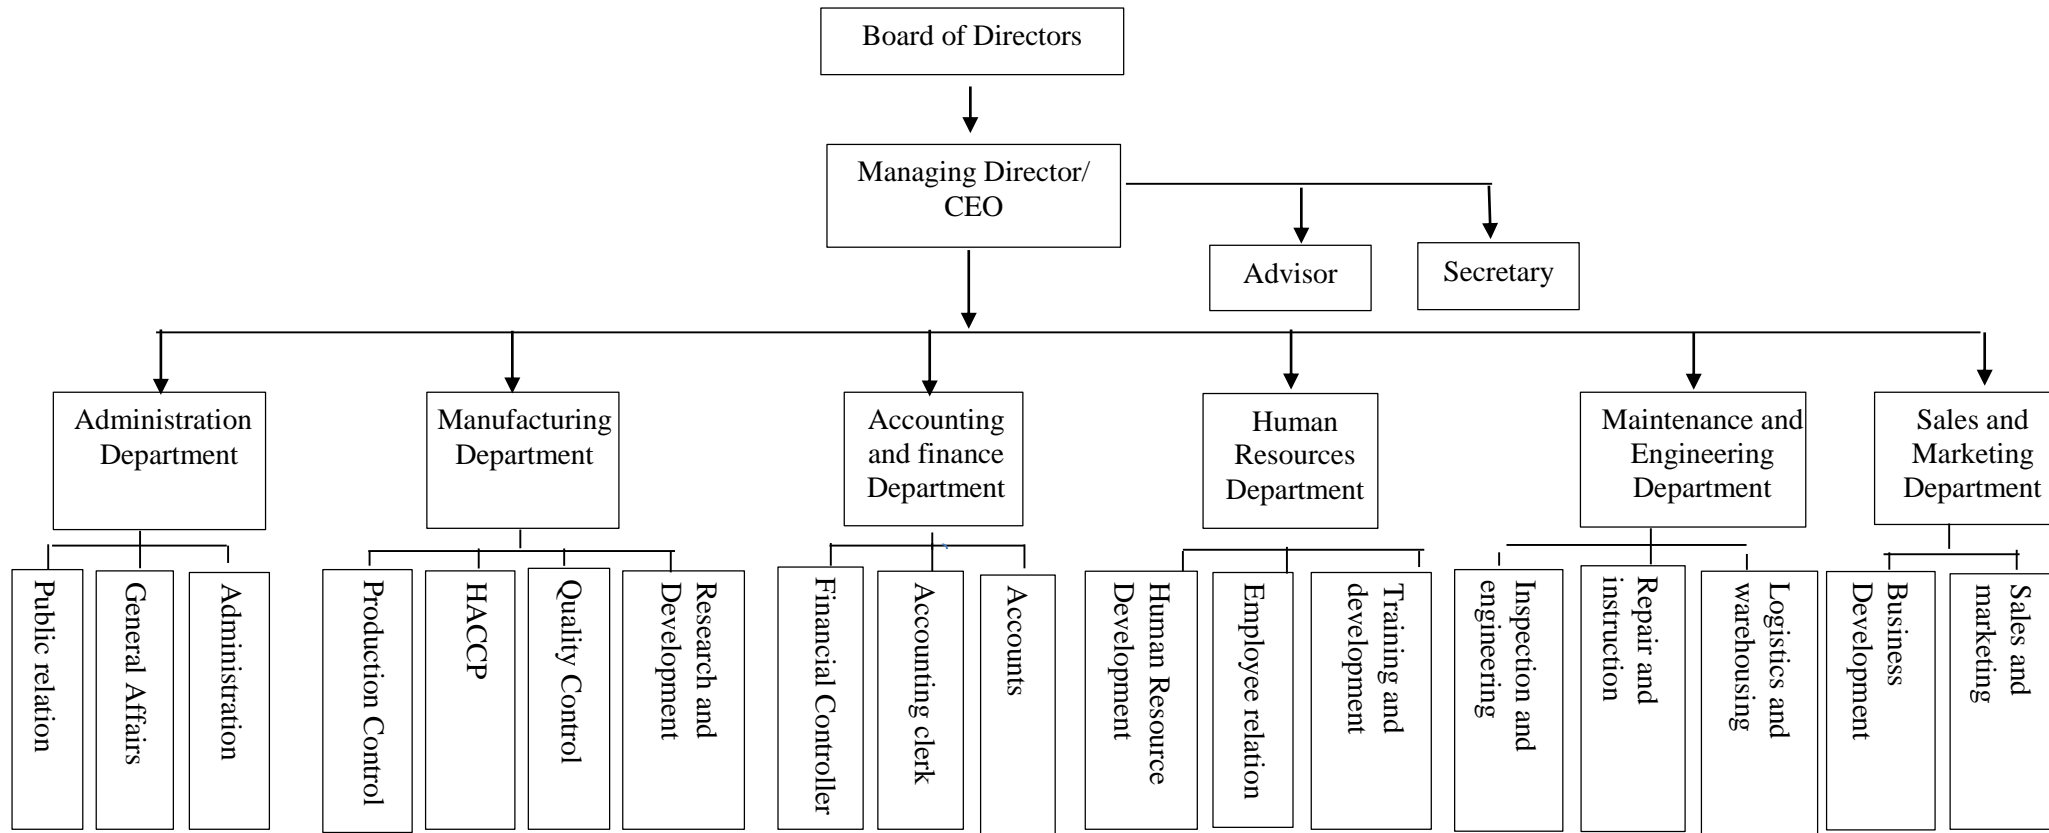 Board of Directors
Managing Director/
CEO
Advisor
Secretary
Administration
Department
Manufacturing
Department
Accounting
and finance
Department
Human
Resources
Department
Maintenance and
Engineering
Department
Sales and
Marketing
Department
Public relation
General Affairs
Administration
Production Control
HACCP
Quality Control
Research and
Development
Financial Controller
Accounting clerk
Accounts
Human Resource
Development
Employee relation
Training and
development
Inspection and
engineering
Repair and
instruction
Logistics and
warehousing
Business
Development
Sales and
marketing